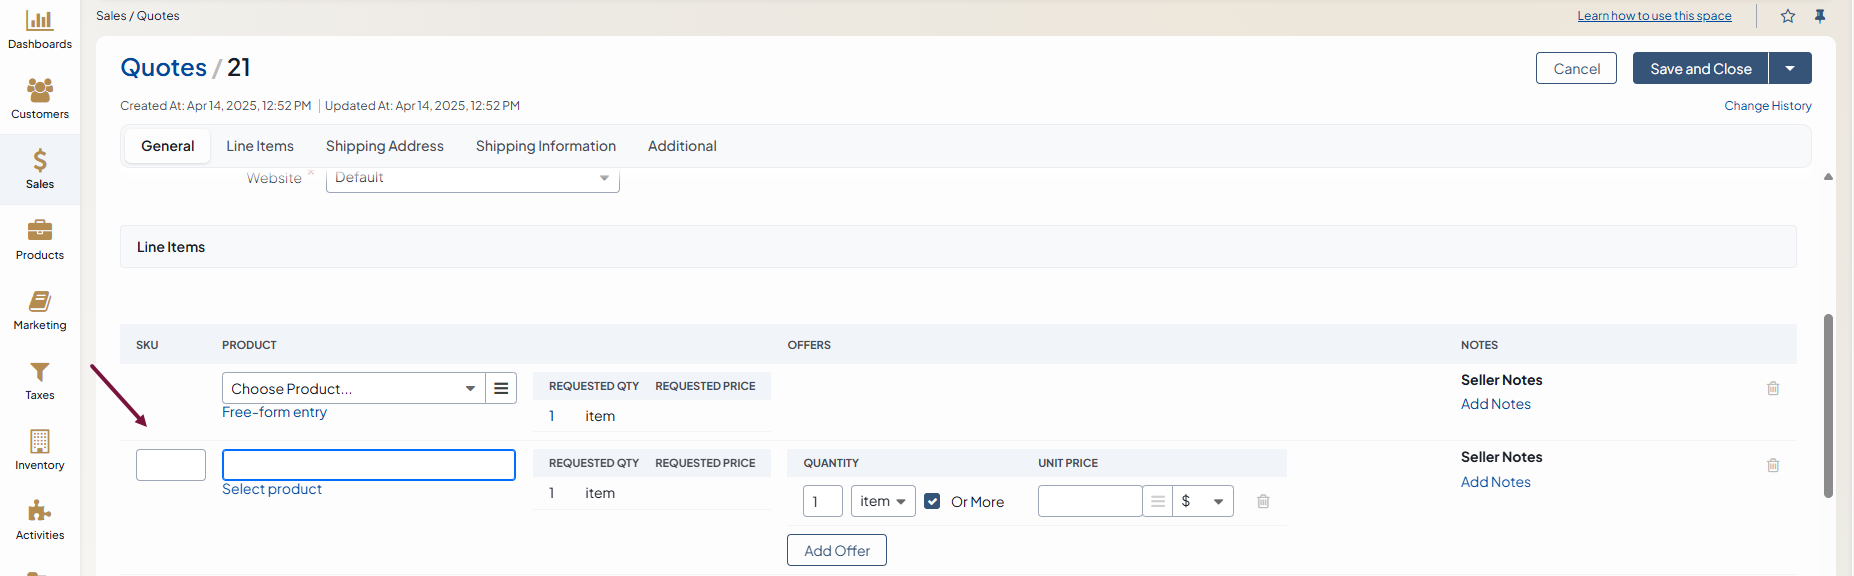 Sales / Quotes
Learn how to use this space
Dashboards
Customers
Sales
Products
Marketing
Taxes
Inventory
Activities
Quotes / 21
Cancel
Save and Close
Created At: Apr 14, 2025, 12:52 PM | Updated At: Apr 14, 2025, 12:52 PM
Change History
General Line Items Shipping Address Shipping Information Additional
Website * Default
Line Items
SKU PRODUCT OFFERS NOTES
Choose Product...
Free-form entry
REQUESTED QTY REQUESTED PRICE
1 item
Seller Notes
Add Notes
Select product
REQUESTED QTY REQUESTED PRICE
1 item
QUANTITY UNIT PRICE
1 item Or More $
Add Offer
Seller Notes
Add Notes